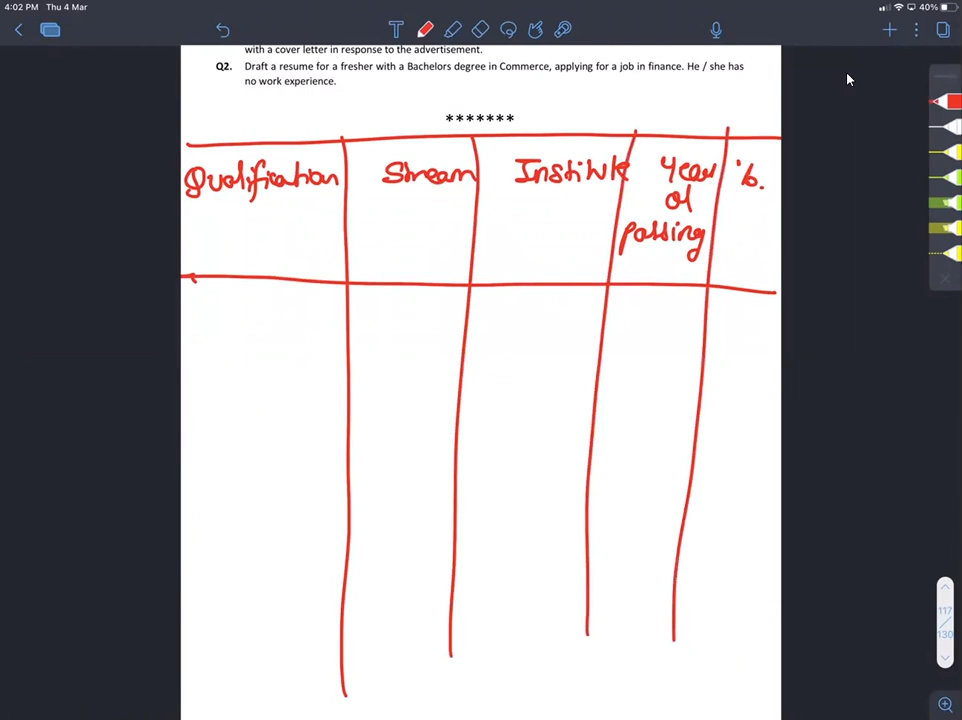 4:02 PM Thu 4 Mar
40%
with a cover letter in response to the advertisement.
Q2. Draft a resume for a fresher with a Bachelors degree in Commerce, applying for a job in finance. He / she has
no work experience.
*******
Qualification Stream Institute Year %.
of
passing
117
/
130